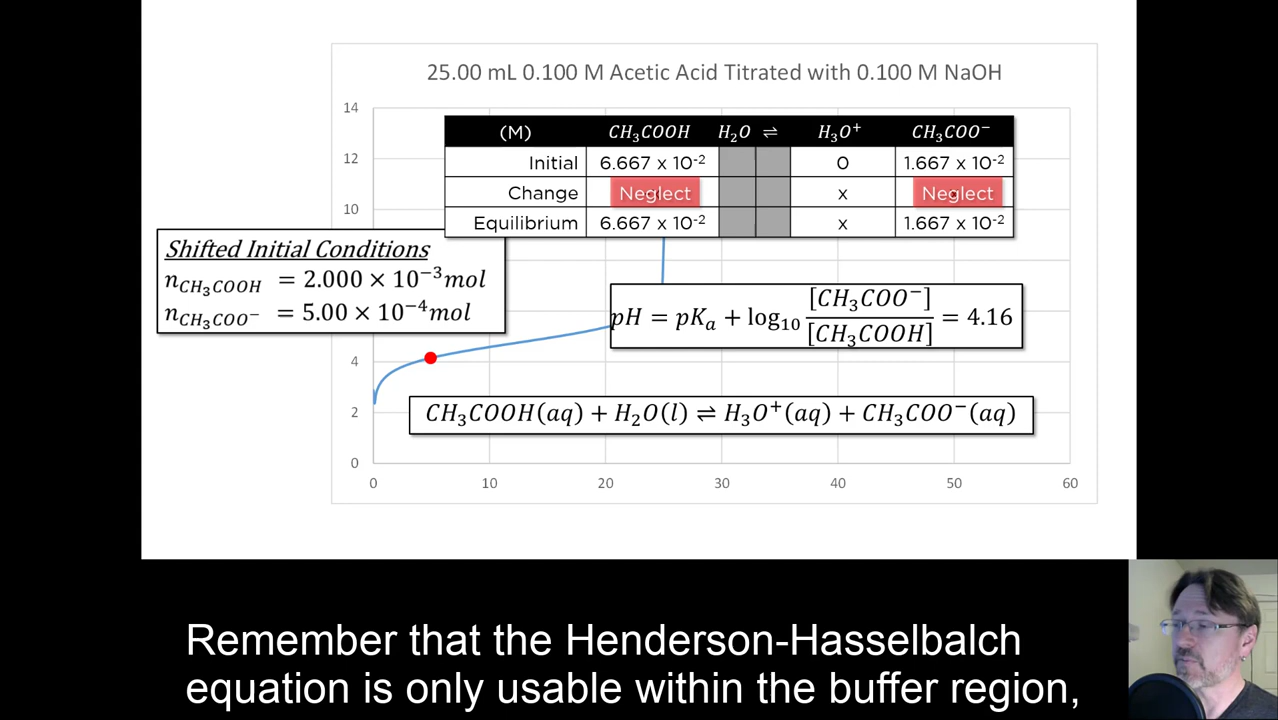 25.00 mL 0.100 M Acetic Acid Titrated with 0.100 M NaOH
14
12
10
4
2
0
0 10 20 30 40 50 60
(M) CH₃COOH H₂O ⇌ H₃O⁺ CH₃COO⁻
Initial 6.667 x 10⁻² 0 1.667 x 10⁻²
Change Neglect x Neglect
Equilibrium 6.667 x 10⁻² x 1.667 x 10⁻²
Shifted Initial Conditions
n_CH₃COOH = 2.000 × 10⁻³ mol
n_CH₃COO⁻ = 5.00 × 10⁻⁴ mol
pH = pKₐ + log₁₀ [CH₃COO⁻] / [CH₃COOH] = 4.16
CH₃COOH(aq) + H₂O(l) ⇌ H₃O⁺(aq) + CH₃COO⁻(aq)
Remember that the Henderson-Hasselbalch
equation is only usable within the buffer region,